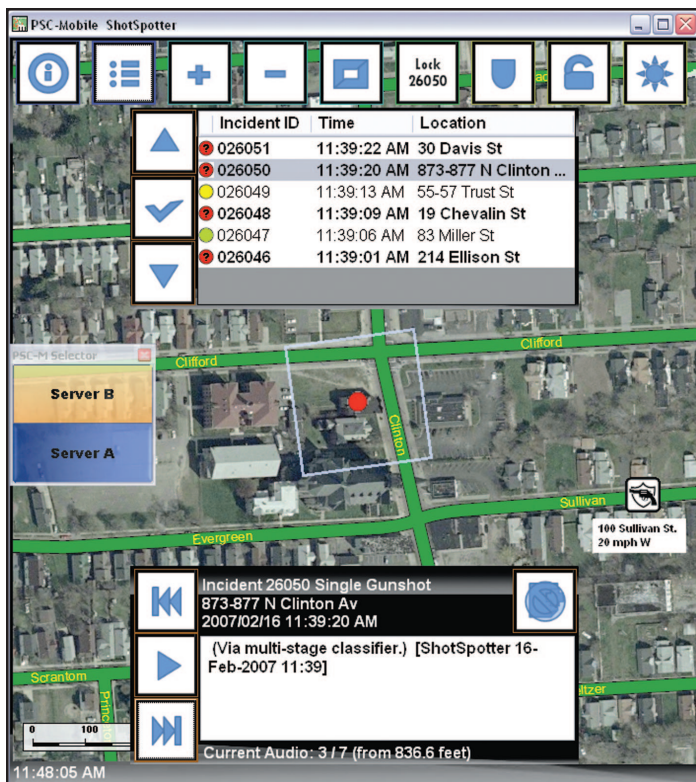 PSC-Mobile ShotSpotter
Lock
26050
Incident ID Time Location
026051 11:39:22 AM 30 Davis St
026050 11:39:20 AM 873-877 N Clinton ...
026049 11:39:13 AM 55-57 Trust St
026048 11:39:09 AM 19 Chevalin St
026047 11:39:06 AM 83 Miller St
026046 11:39:01 AM 214 Ellison St
PSC-M Selector
Server B
Server A
Clifford
Clifford
Clinton
Sullivan
100 Sullivan St.
20 mph W
Evergreen
Incident 26050 Single Gunshot
873-877 N Clinton Av
2007/02/16 11:39:20 AM
(Via multi-stage classifier.) [ShotSpotter 16-
Feb-2007 11:39]
Scrantom
0 100
Current Audio: 3 / 7 (from 836.6 feet)
11:48:05 AM